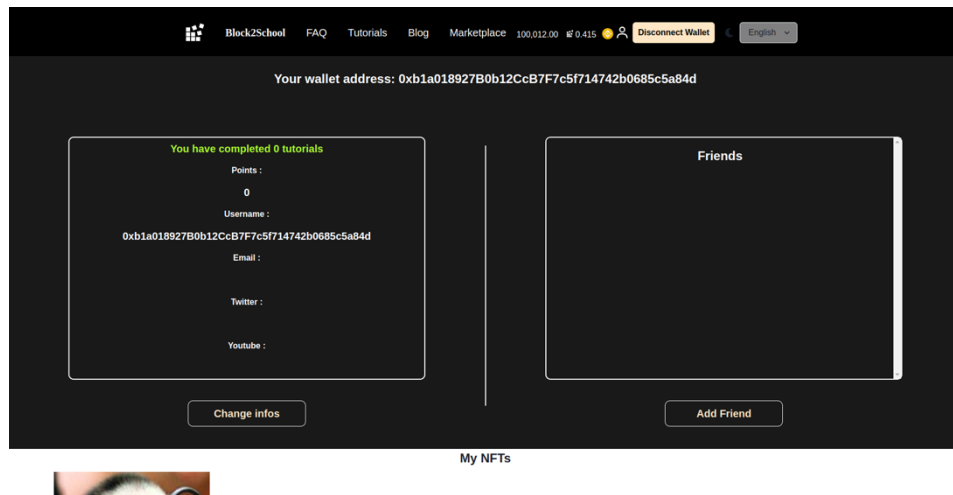 Block2School FAQ Tutorials Blog Marketplace 100,012.00 0.415 Disconnect Wallet English
Your wallet address: 0xb1a018927B0b12CcB7F7c5f714742b0685c5a84d
You have completed 0 tutorials
Points :
0
Username :
0xb1a018927B0b12CcB7F7c5f714742b0685c5a84d
Email :
Twitter :
Youtube :
Change infos
Friends
Add Friend
My NFTs